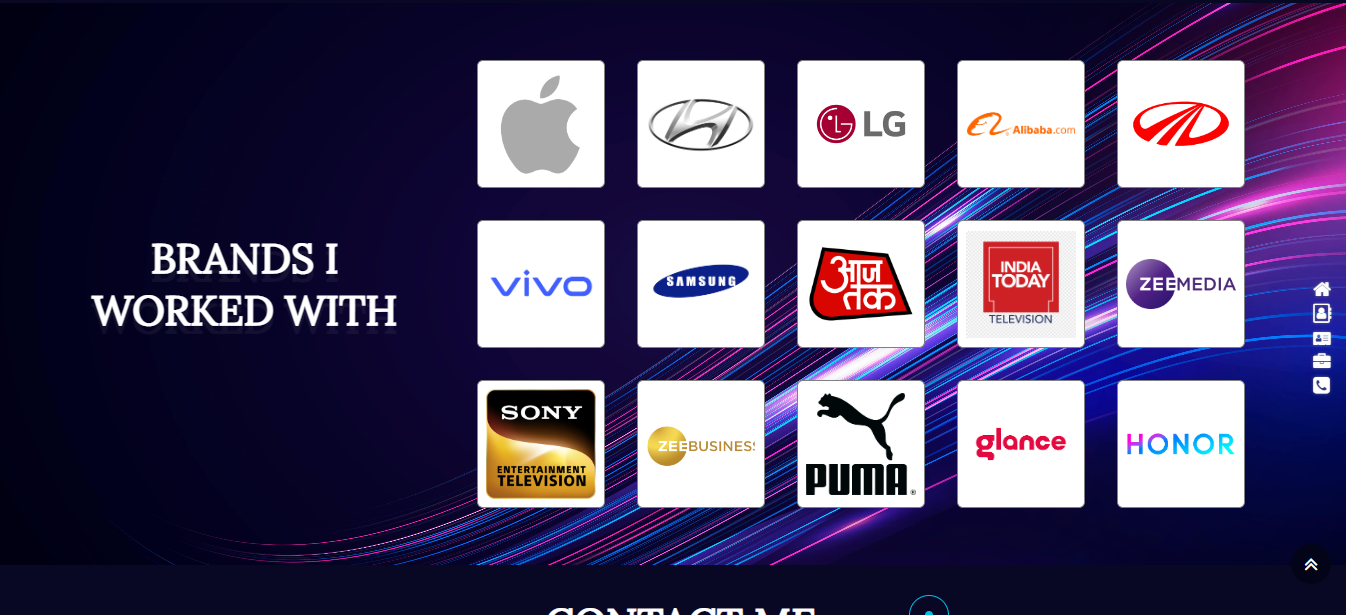 BRANDS I
WORKED WITH
LG
Alibaba.com
vivo
SAMSUNG
आज
तक
INDIA
TODAY
TELEVISION
ZEEMEDIA
SONY
ENTERTAINMENT
TELEVISION
ZEEBUSINESS
PUMA®
glance
HONOR
CONTACT ME